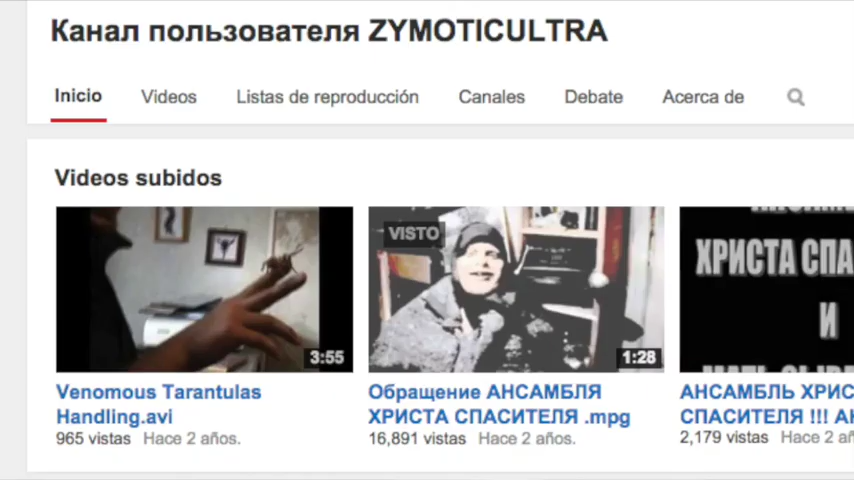 Канал пользователя ZYMOTICULTRA
Inicio Videos Listas de reproducción Canales Debate Acerca de
Videos subidos
VISTO
ХРИСТА СПА
И
3:55
1:28
Venomous Tarantulas
Handling.avi
965 vistas Hace 2 años.
Обращение АНСАМБЛЯ
ХРИСТА СПАСИТЕЛЯ .mpg
16,891 vistas Hace 2 años.
АНСАМБЛЬ ХРИС
СПАСИТЕЛЯ !!! АН
2,179 vistas Hace 2 añ